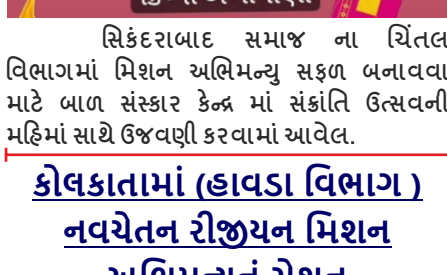 સિકંદરાબાદ સમાજ ના ચિંતલ
વિભાગમાં મિશન અભિમન્યુ સફળ બનાવવા
માટે બાળ સંસ્કાર કેન્દ્ર માં સંક્રાંતિ ઉત્સવની
મહિમાં સાથે ઉજવણી કરવામાં આવેલ.
કોલકાતામાં (હાવડા વિભાગ )
નવચેતન રીજીયન મિશન